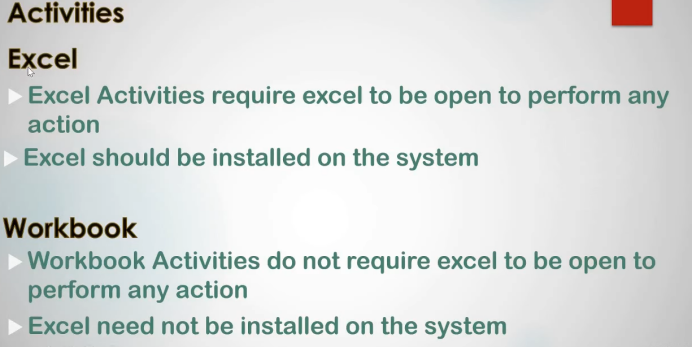 Activities
Excel
Excel Activities require excel to be open to perform any
action
Excel should be installed on the system
Workbook
Workbook Activities do not require excel to be open to
perform any action
Excel need not be installed on the system